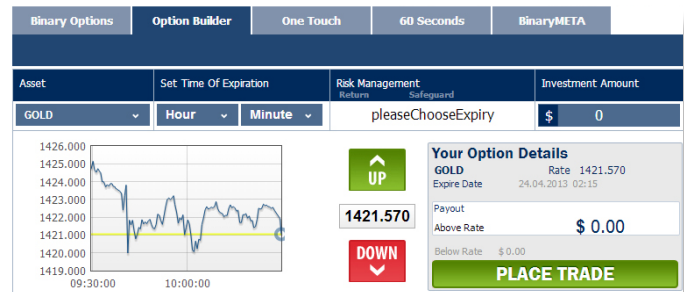 Binary Options Option Builder One Touch 60 Seconds BinaryMETA
Asset Set Time Of Expiration Risk Management Investment Amount
Return Safeguard
GOLD Hour Minute pleaseChooseExpiry $ 0
1426.000
1425.000
1424.000
1423.000
1422.000
1421.000
1420.000
1419.000
09:30:00 10:00:00
UP
1421.570
DOWN
Your Option Details
GOLD Rate 1421.570
Expire Date 24.04.2013 02:15
Payout
Above Rate $ 0.00
Below Rate $ 0.00
PLACE TRADE